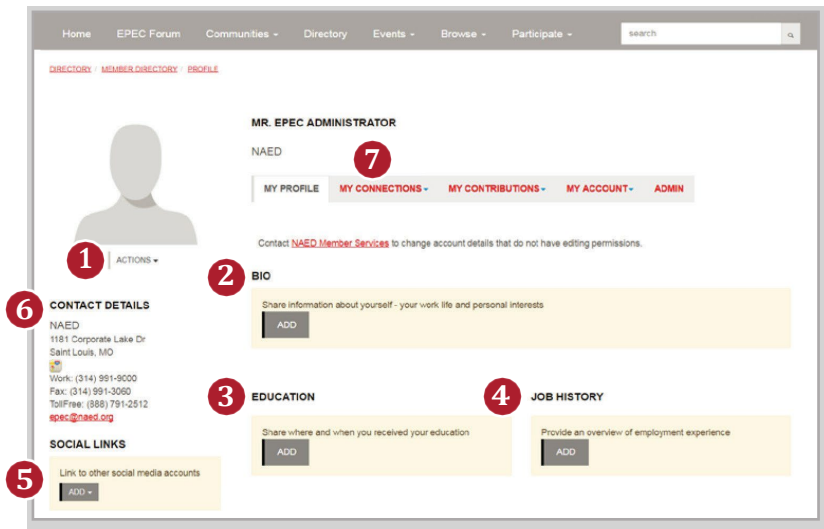 Home EPEC Forum Communities Directory Events Browse Participate search
DIRECTORY / MEMBER DIRECTORY / PROFILE
MR. EPEC ADMINISTRATOR
NAED
7
MY PROFILE MY CONNECTIONS MY CONTRIBUTIONS MY ACCOUNT ADMIN
Contact NAED Member Services to change account details that do not have editing permissions.
1
ACTIONS
2
BIO
Share information about yourself - your work life and personal interests
ADD
6
CONTACT DETAILS
NAED
1181 Corporate Lake Dr
Saint Louis, MO
Work: (314) 991-9000
Fax: (314) 991-3060
TollFree: (888) 791-2512
epec@naed.org
3
EDUCATION
Share where and when you received your education
ADD
4
JOB HISTORY
Provide an overview of employment experience
ADD
SOCIAL LINKS
5
Link to other social media accounts
ADD